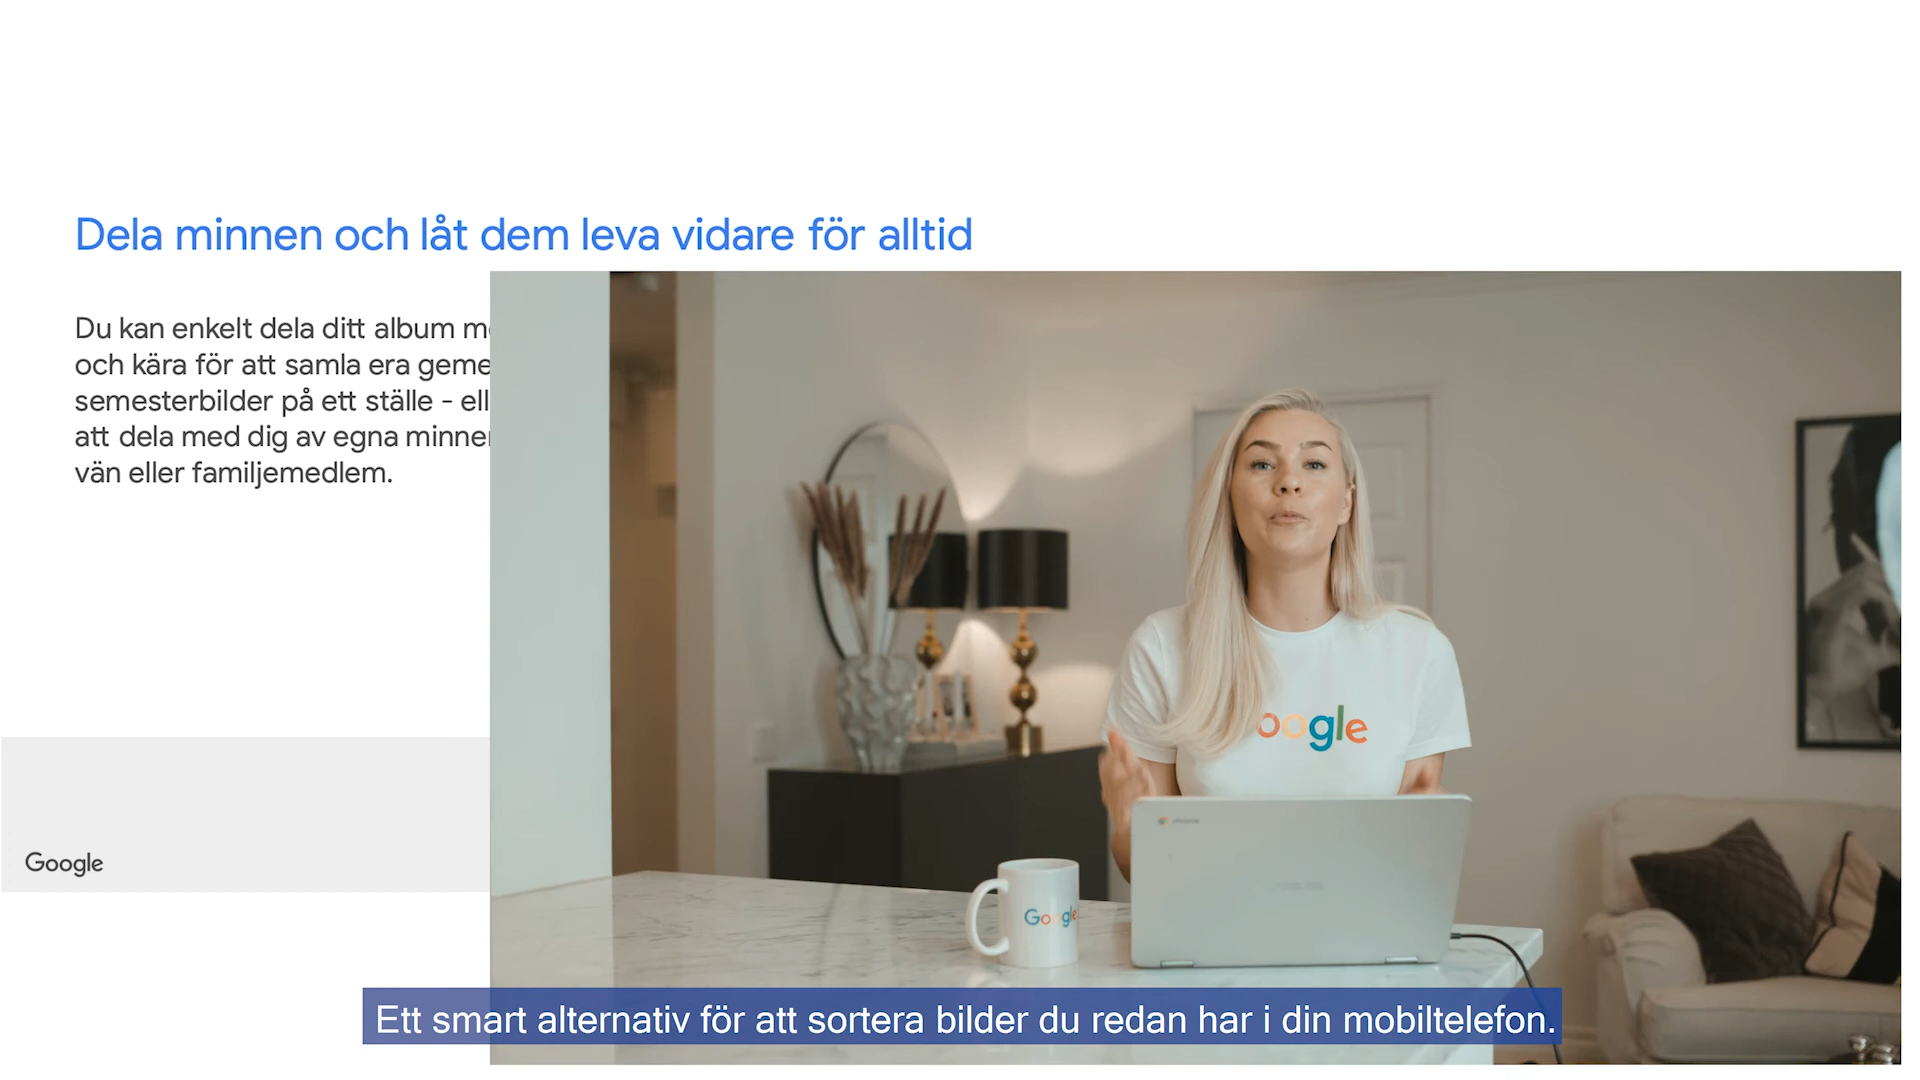 Dela minnen och låt dem leva vidare för alltid
Du kan enkelt dela ditt album m
och kära för att samla era geme
semesterbilder på ett ställe - ell
att dela med dig av egna minne
vän eller familjemedlem.
oogle
chrome
Google
Google
Ett smart alternativ för att sortera bilder du redan har i din mobiltelefon.